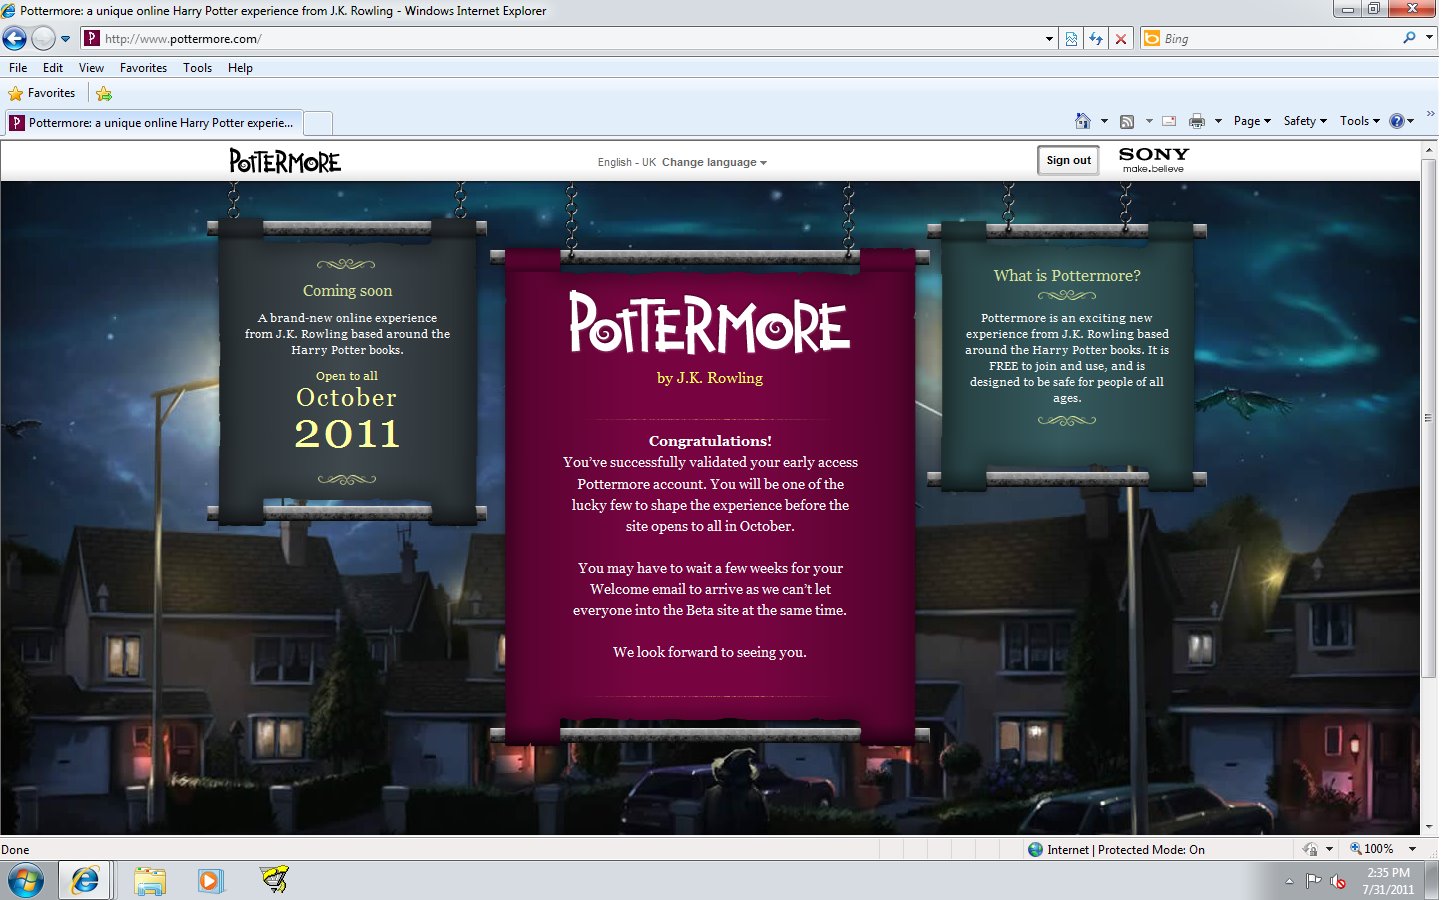 Pottermore: a unique online Harry Potter experience from J.K. Rowling - Windows Internet Explorer
http://www.pottermore.com/
Bing
File Edit View Favorites Tools Help
Favorites
Pottermore: a unique online Harry Potter experie...
Page Safety Tools
POTTERMORE
English - UK Change language
Sign out
SONY
make.believe
Coming soon
A brand-new online experience
from J.K. Rowling based around the
Harry Potter books.
Open to all
October
2011
POTTERMORE
by J.K. Rowling
Congratulations!
You've successfully validated your early access
Pottermore account. You will be one of the
lucky few to shape the experience before the
site opens to all in October.
You may have to wait a few weeks for your
Welcome email to arrive as we can't let
everyone into the Beta site at the same time.
We look forward to seeing you.
What is Pottermore?
Pottermore is an exciting new
experience from J.K. Rowling based
around the Harry Potter books. It is
FREE to join and use, and is
designed to be safe for people of all
ages.
Done
Internet | Protected Mode: On
100%
2:35 PM
7/31/2011